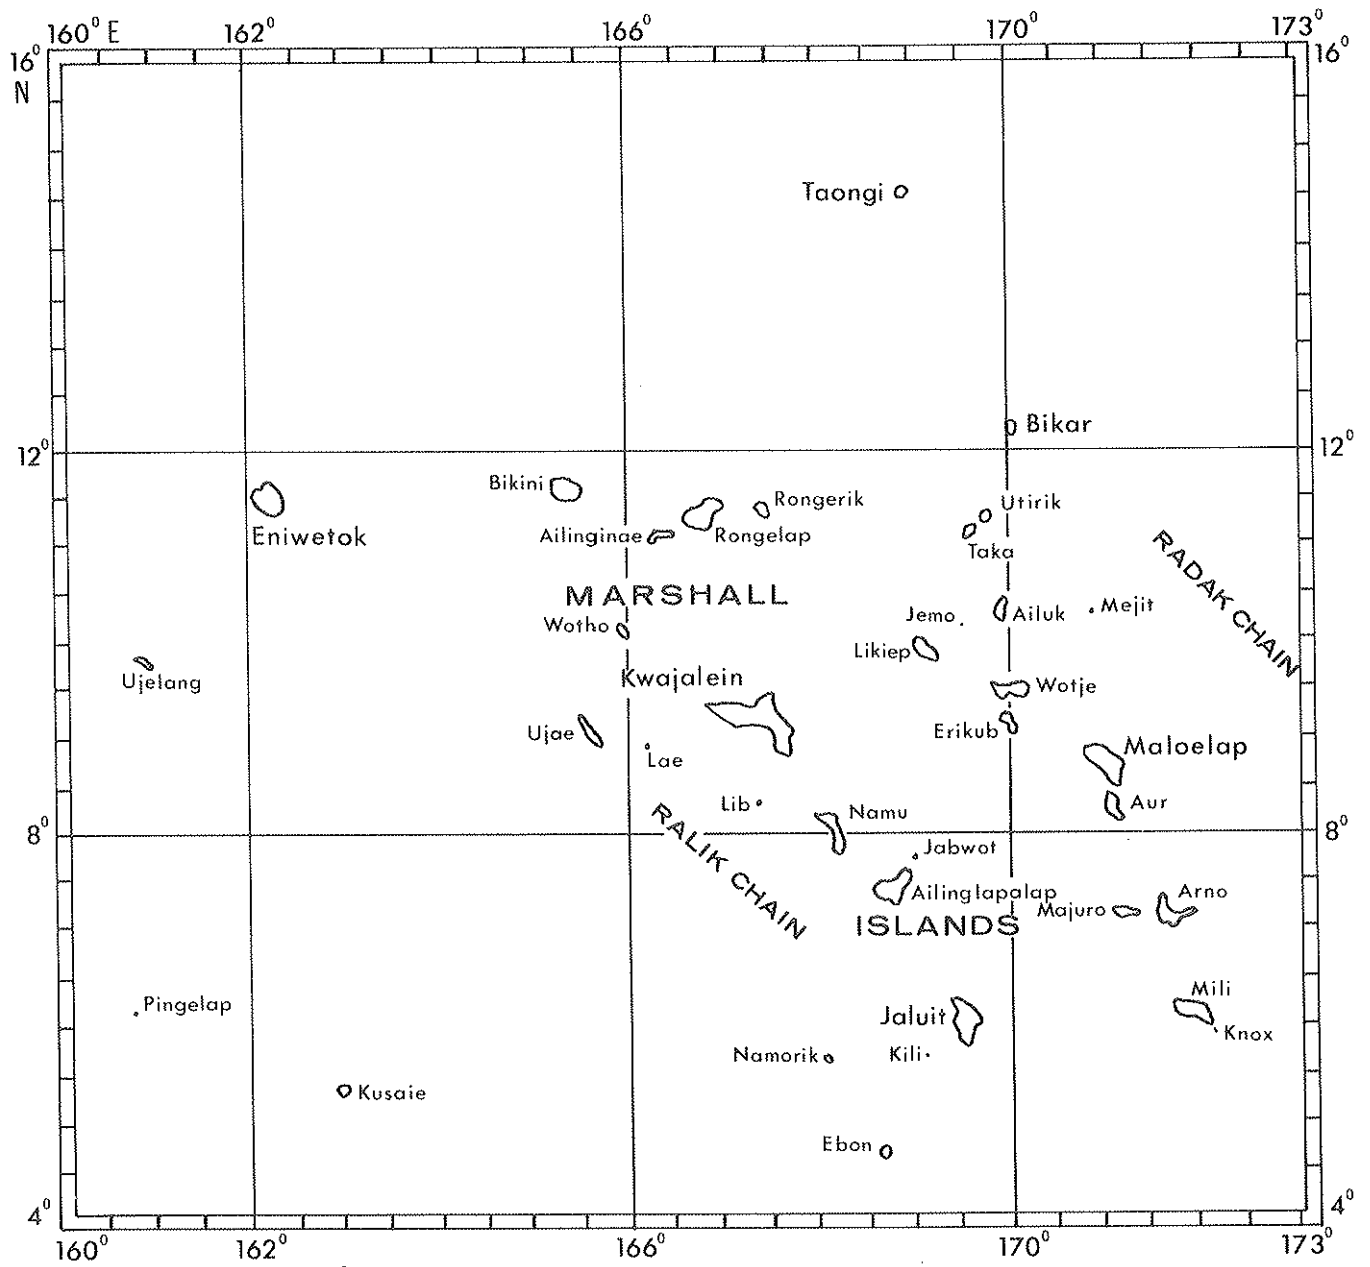 160° E 162° 166° 170° 173°
16° 16°
N
Taongi
Bikar
12° 12°
Bikini
Rongerik
Utirik
Eniwetok
Ailinginae
Rongelap
Taka
RADAK CHAIN
MARSHALL
Jemo
Ailuk
Mejit
Wotho
Likiep
Ujelang
Kwajalein
Wotje
Ujae
Erikub
Lae
Maloelap
Lib
Namu
Aur
RALIK CHAIN
8° 8°
Jabwot
Ailinglapalap
Arno
Majuro
ISLANDS
Pingelap
Mili
Jaluit
Knox
Namorik
Kili
Kusaie
Ebon
4° 4°
160° 162° 166° 170° 173°